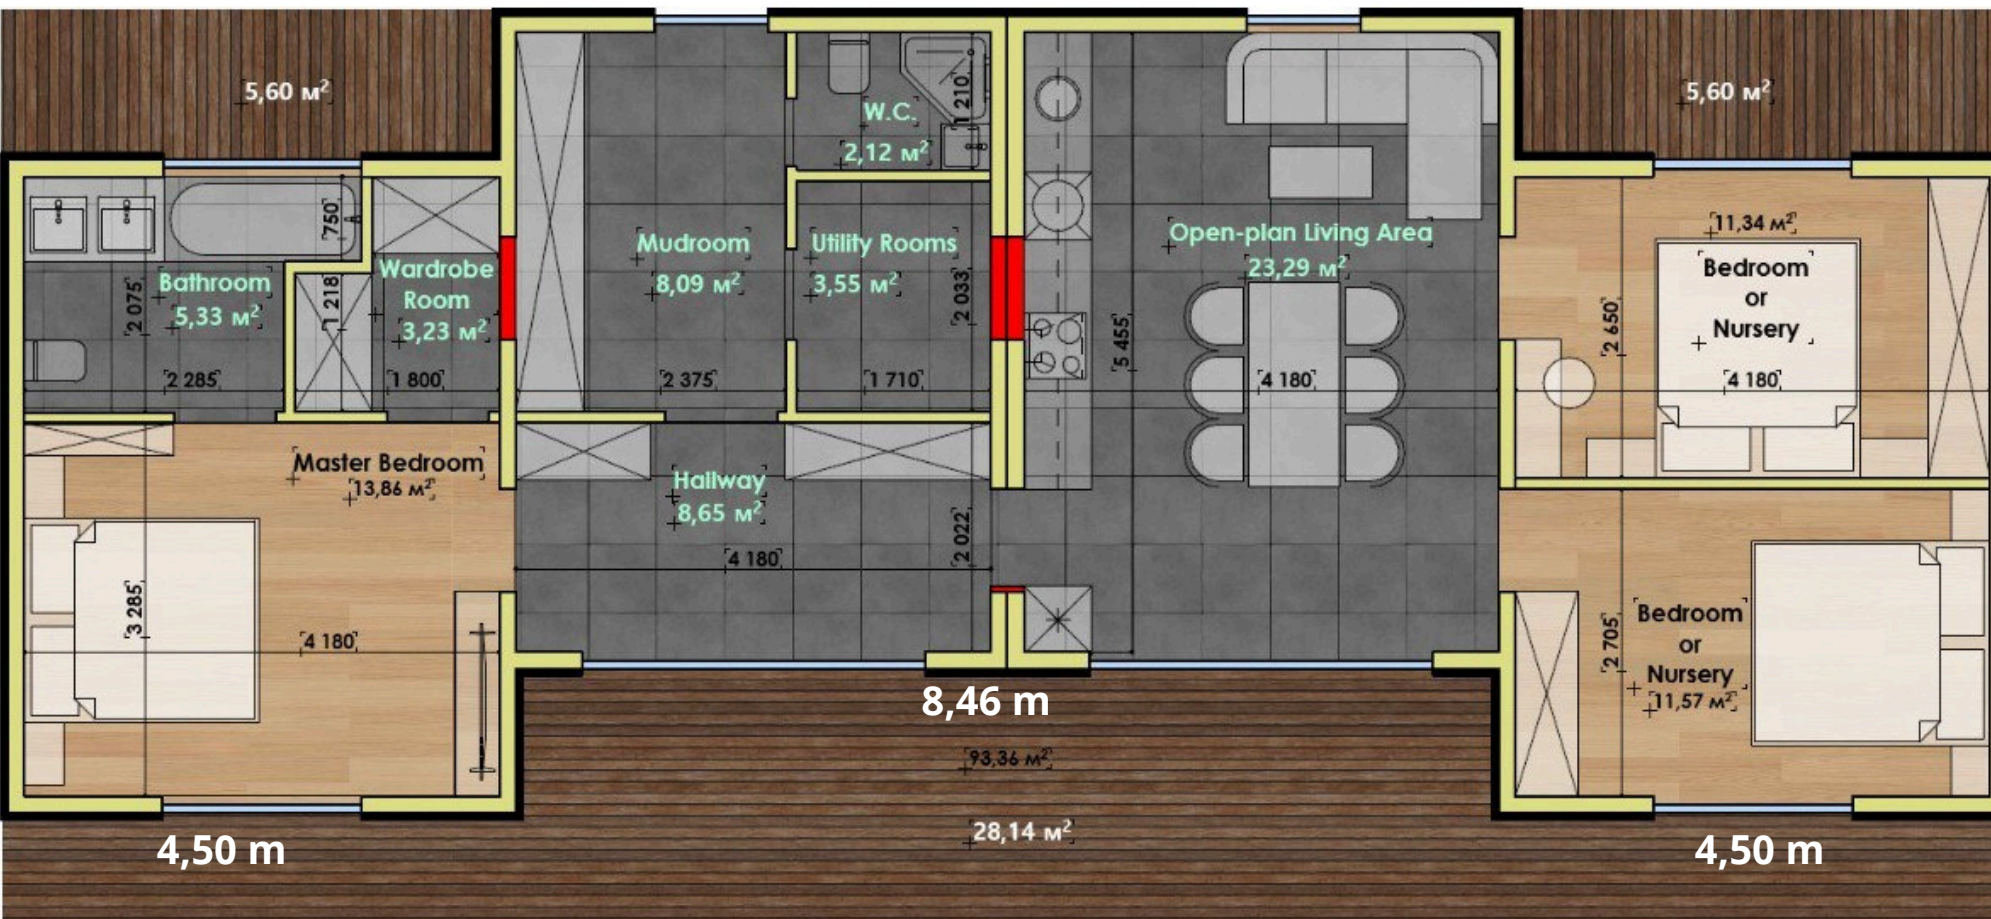 5,60 м²
5,60 м²
W.C.
2,12 м²
1 210
750
Bathroom
5,33 м²
2 075
2 285
1 218
Wardrobe
Room
3,23 м²
1 800
Mudroom
8,09 м²
2 375
Utility Rooms
3,55 м²
2 033
1 710
Open-plan Living Area
23,29 м²
5 455
4 180
11,34 м²
Bedroom
or
Nursery
2 650
4 180
Master Bedroom
13,86 м²
3 285
4 180
Hallway
8,65 м²
4 180
2 022
Bedroom
or
Nursery
11,57 м²
2 705
8,46 m
93,36 м²
28,14 м²
4,50 m
4,50 m